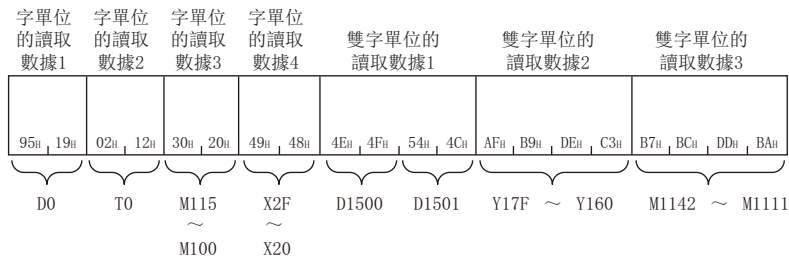 字單位的讀取數據1
字單位的讀取數據2
字單位的讀取數據3
字單位的讀取數據4
雙字單位的讀取數據1
雙字單位的讀取數據2
雙字單位的讀取數據3
95H 19H 02H 12H 30H 20H 49H 48H 4EH 4FH 54H 4CH AFH B9H DEH C3H B7H BCH DDH BAH
D0 T0 M115 X2F D1500 D1501 Y17F ～ Y160 M1142 ～ M1111
～ ～
M100 X20